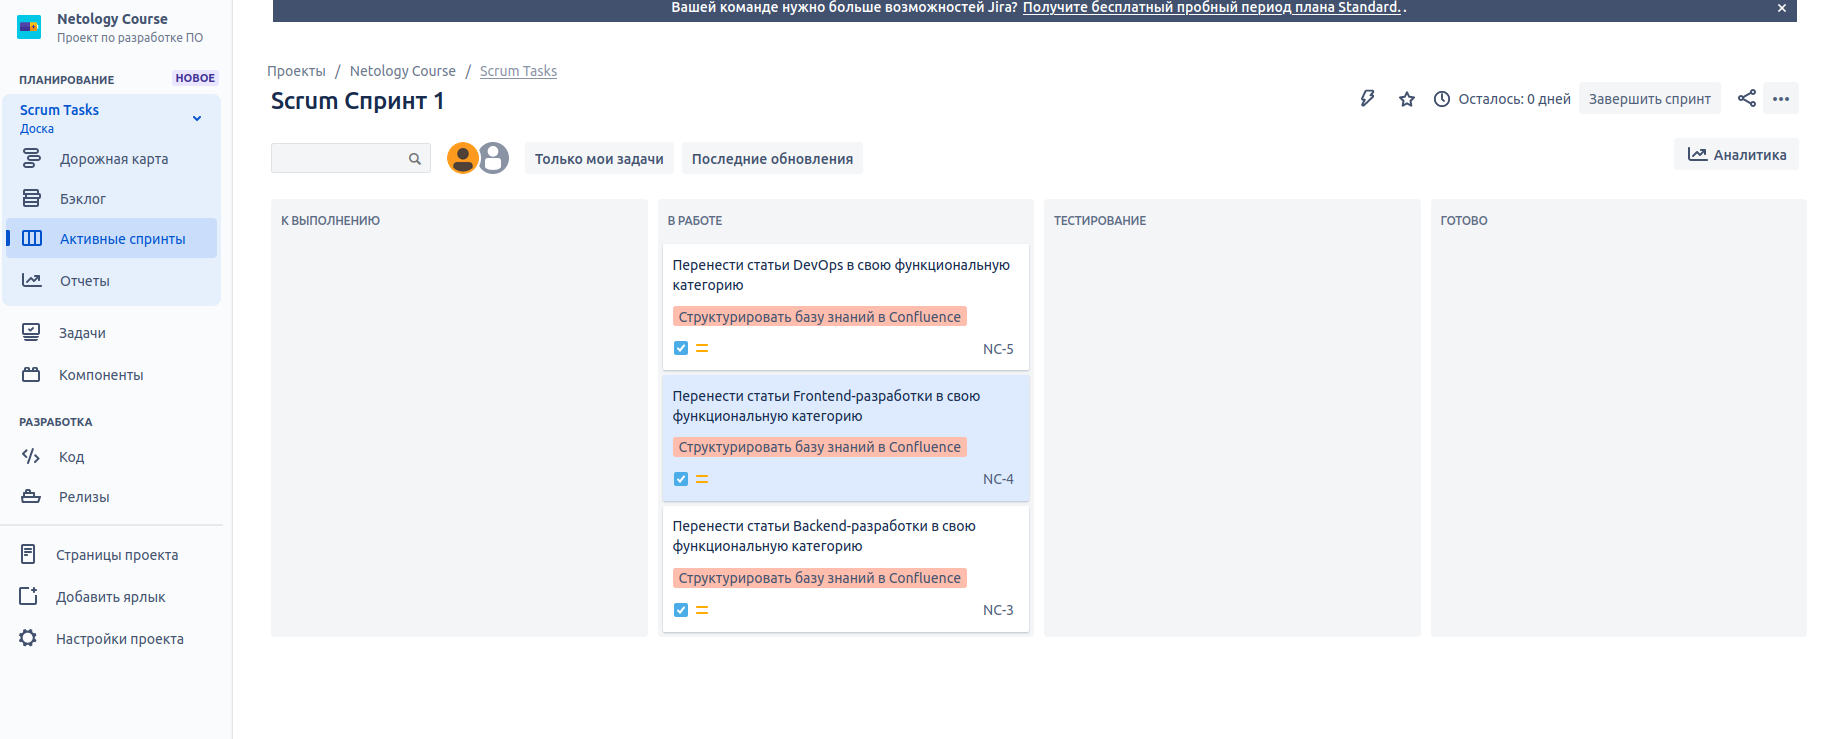 Вашей команде нужно больше возможностей Jira? Получите бесплатный пробный период плана Standard. .
Netology Course
Проект по разработке ПО
ПЛАНИРОВАНИЕ
НОВОЕ
Scrum Tasks
Доска
Дорожная карта
Бэклог
Активные спринты
Отчеты
Задачи
Компоненты
РАЗРАБОТКА
Код
Релизы
Страницы проекта
Добавить ярлык
Настройки проекта
Проекты / Netology Course / Scrum Tasks
Scrum Спринт 1
Осталось: 0 дней
Завершить спринт
Только мои задачи
Последние обновления
Аналитика
К ВЫПОЛНЕНИЮ
В РАБОТЕ
Перенести статьи DevOps в свою функциональную
категорию
Структурировать базу знаний в Confluence
NC-5
Перенести статьи Frontend-разработки в свою
функциональную категорию
Структурировать базу знаний в Confluence
NC-4
Перенести статьи Backend-разработки в свою
функциональную категорию
Структурировать базу знаний в Confluence
NC-3
ТЕСТИРОВАНИЕ
ГОТОВО